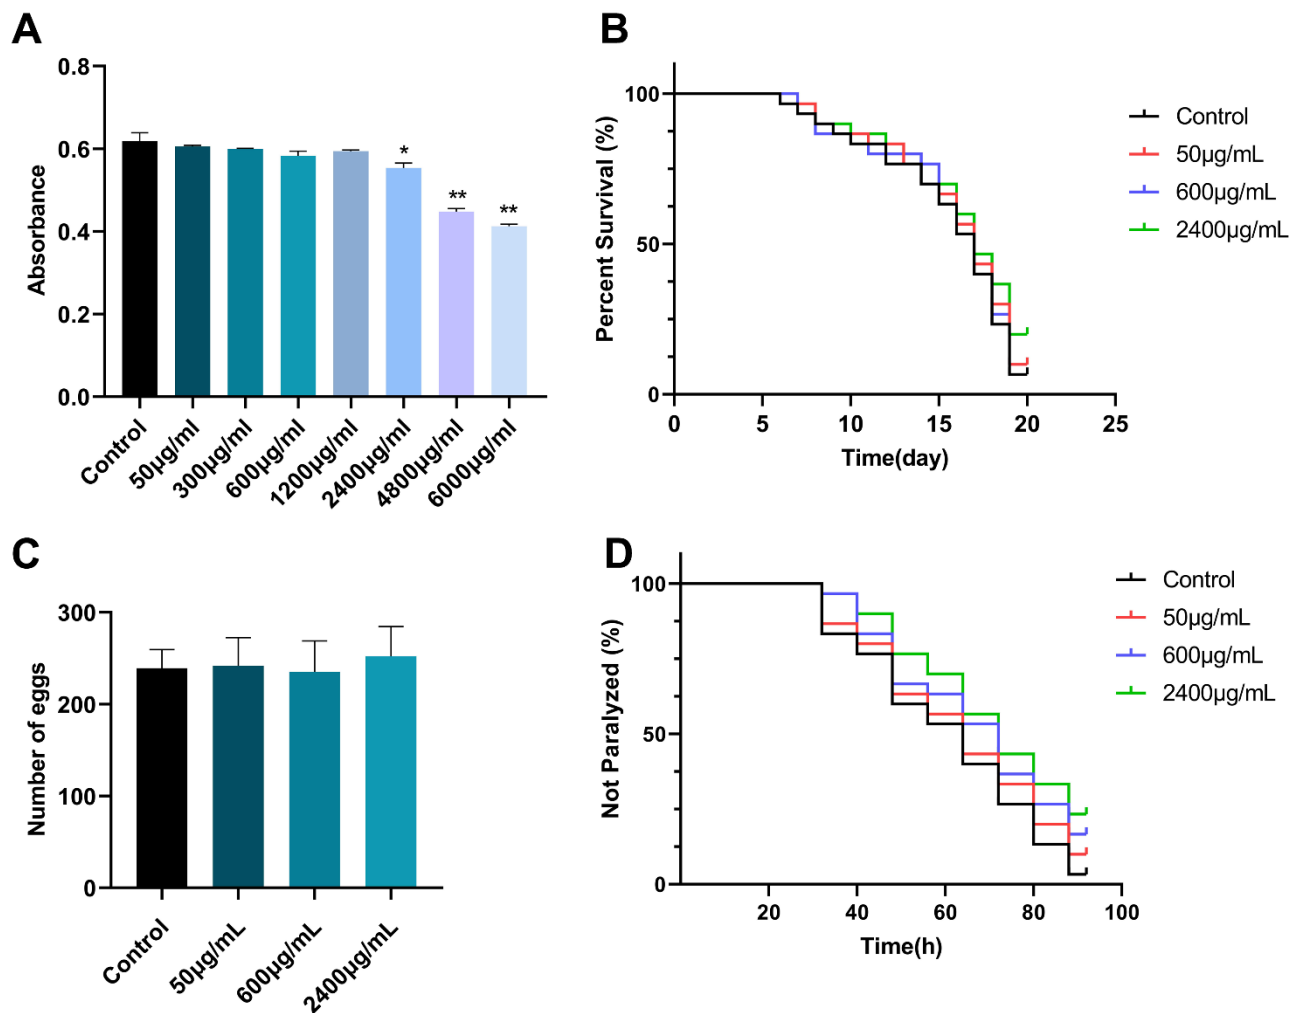 A
Absorbance
0.8
0.6
0.4
0.2
0.0
*
**
**
Control
50μg/ml
300μg/ml
600μg/ml
1200μg/ml
2400μg/ml
4800μg/ml
6000μg/ml
B
Percent Survival (%)
100
50
0
0
5
10
15
20
25
Time(day)
Control
50μg/mL
600μg/mL
2400μg/mL
C
Number of eggs
300
200
100
0
Control
50μg/mL
600μg/mL
2400μg/mL
D
Not Paralyzed (%)
100
50
0
20
40
60
80
100
Time(h)
Control
50μg/mL
600μg/mL
2400μg/mL